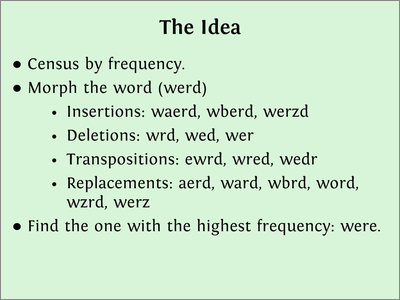 The Idea
● Census by frequency.
● Morph the word (werd)
• Insertions: waerd, wberd, werzd
• Deletions: wrd, wed, wer
• Transpositions: ewrd, wred, wedr
• Replacements: aerd, ward, wbrd, word,
wzrd, werz
● Find the one with the highest frequency: were.